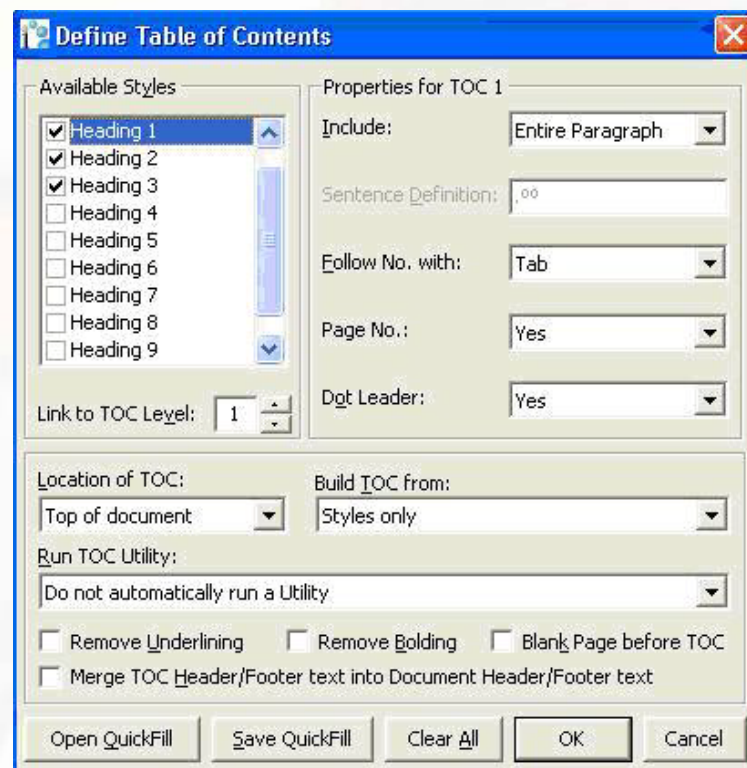 Define Table of Contents
Available Styles
Heading 1
Heading 2
Heading 3
Heading 4
Heading 5
Heading 6
Heading 7
Heading 8
Heading 9
Link to TOC Level: 1
Properties for TOC 1
Include: Entire Paragraph
Sentence Definition: .°°
Follow No. with: Tab
Page No.: Yes
Dot Leader: Yes
Location of TOC:
Top of document
Build TOC from:
Styles only
Run TOC Utility:
Do not automatically run a Utility
Remove Underlining Remove Bolding Blank Page before TOC
Merge TOC Header/Footer text into Document Header/Footer text
Open QuickFill Save QuickFill Clear All OK Cancel